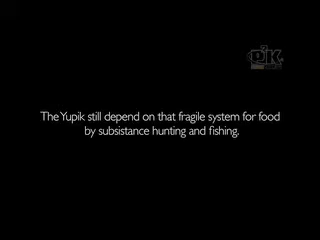 The Yupik still depend on that fragile system for food
by subsistance hunting and fishing.